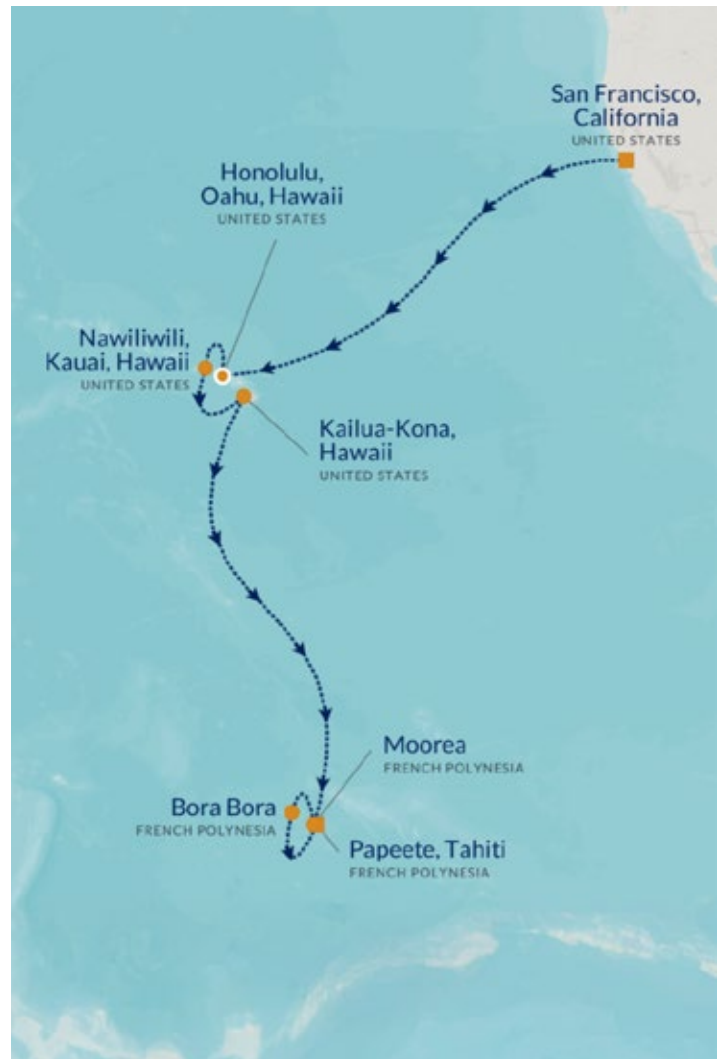 San Francisco,
California
UNITED STATES
Honolulu,
Oahu, Hawaii
UNITED STATES
Nawiliwili,
Kauai, Hawaii
UNITED STATES
Kailua-Kona,
Hawaii
UNITED STATES
Moorea
FRENCH POLYNESIA
Bora Bora
FRENCH POLYNESIA
Papeete, Tahiti
FRENCH POLYNESIA